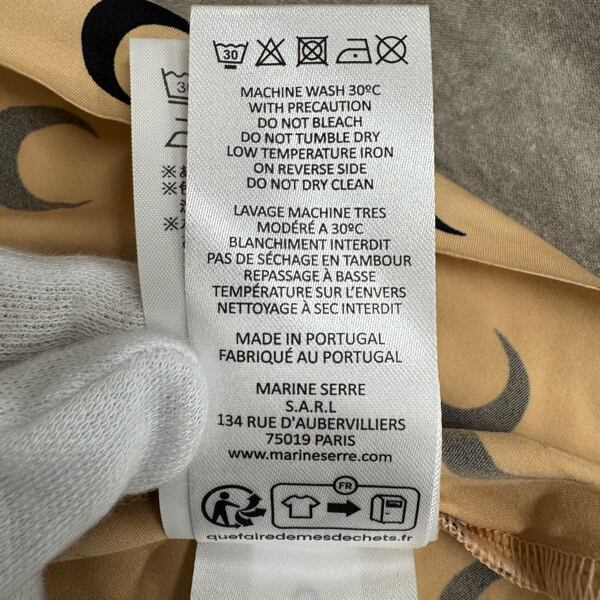 30
MACHINE WASH 30ºC
WITH PRECAUTION
DO NOT BLEACH
DO NOT TUMBLE DRY
LOW TEMPERATURE IRON
ON REVERSE SIDE
DO NOT DRY CLEAN
LAVAGE MACHINE TRES
MODÉRÉ A 30ºC
BLANCHIMENT INTERDIT
PAS DE SÉCHAGE EN TAMBOUR
REPASSAGE À BASSE
TEMPÉRATURE SUR L'ENVERS
NETTOYAGE À SEC INTERDIT
MADE IN PORTUGAL
FABRIQUÉ AU PORTUGAL
MARINE SERRE
S.A.R.L
134 RUE D'AUBERVILLIERS
75019 PARIS
www.marineserre.com
FR
quefairedemesdechets.fr